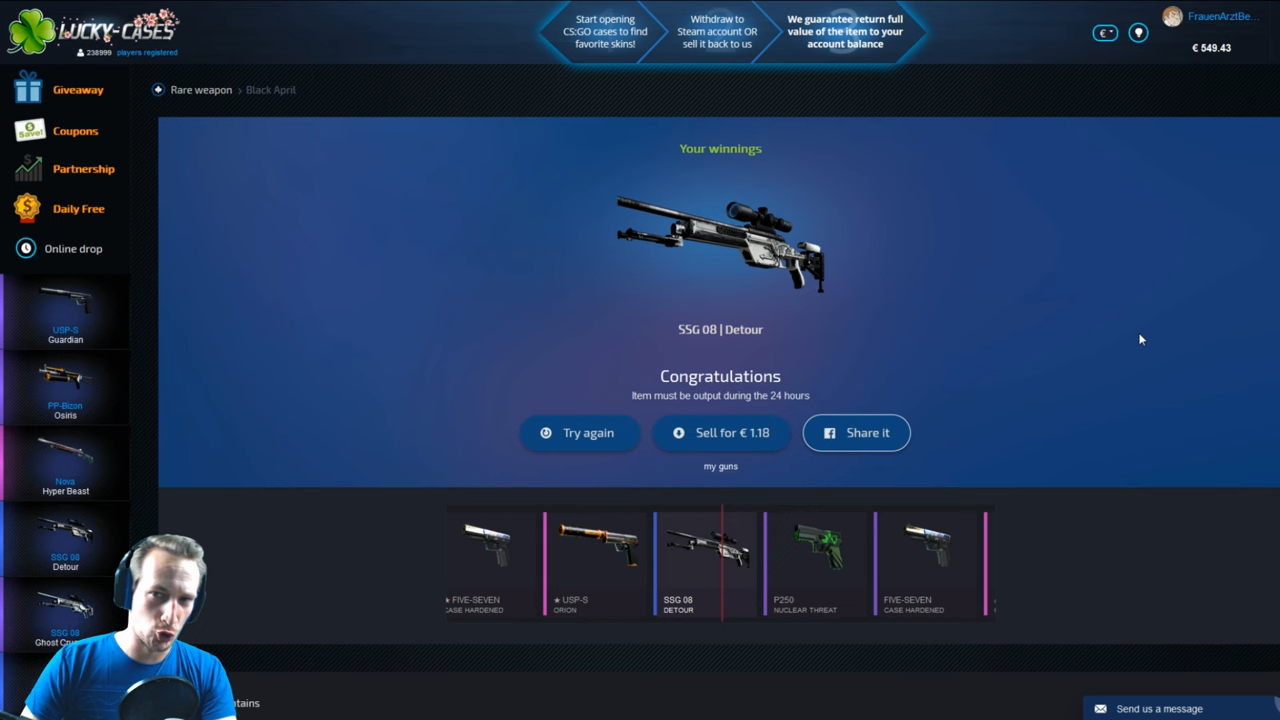 LUCKY-CASES
238999 players registered
Start opening
CS:GO cases to find
favorite skins!
Withdraw to
Steam account OR
sell it back to us
We guarantee return full
value of the item to your
account balance
€
FrauenArztBe...
€ 549.43
Giveaway
Save!
Coupons
Partnership
Daily Free
Online drop
USP-S
Guardian
PP-Bizon
Osiris
Nova
Hyper Beast
SSG 08
Detour
SSG 08
Rare weapon > Black April
Your winnings
SSG 08 | Detour
Congratulations
Item must be output during the 24 hours
Try again
Sell for € 1.18
Share it
my guns
★ FIVE-SEVEN
CASE HARDENED
★ USP-S
ORION
SSG 08
DETOUR
P250
NUCLEAR THREAT
FIVE-SEVEN
CASE HARDENED
Send us a message